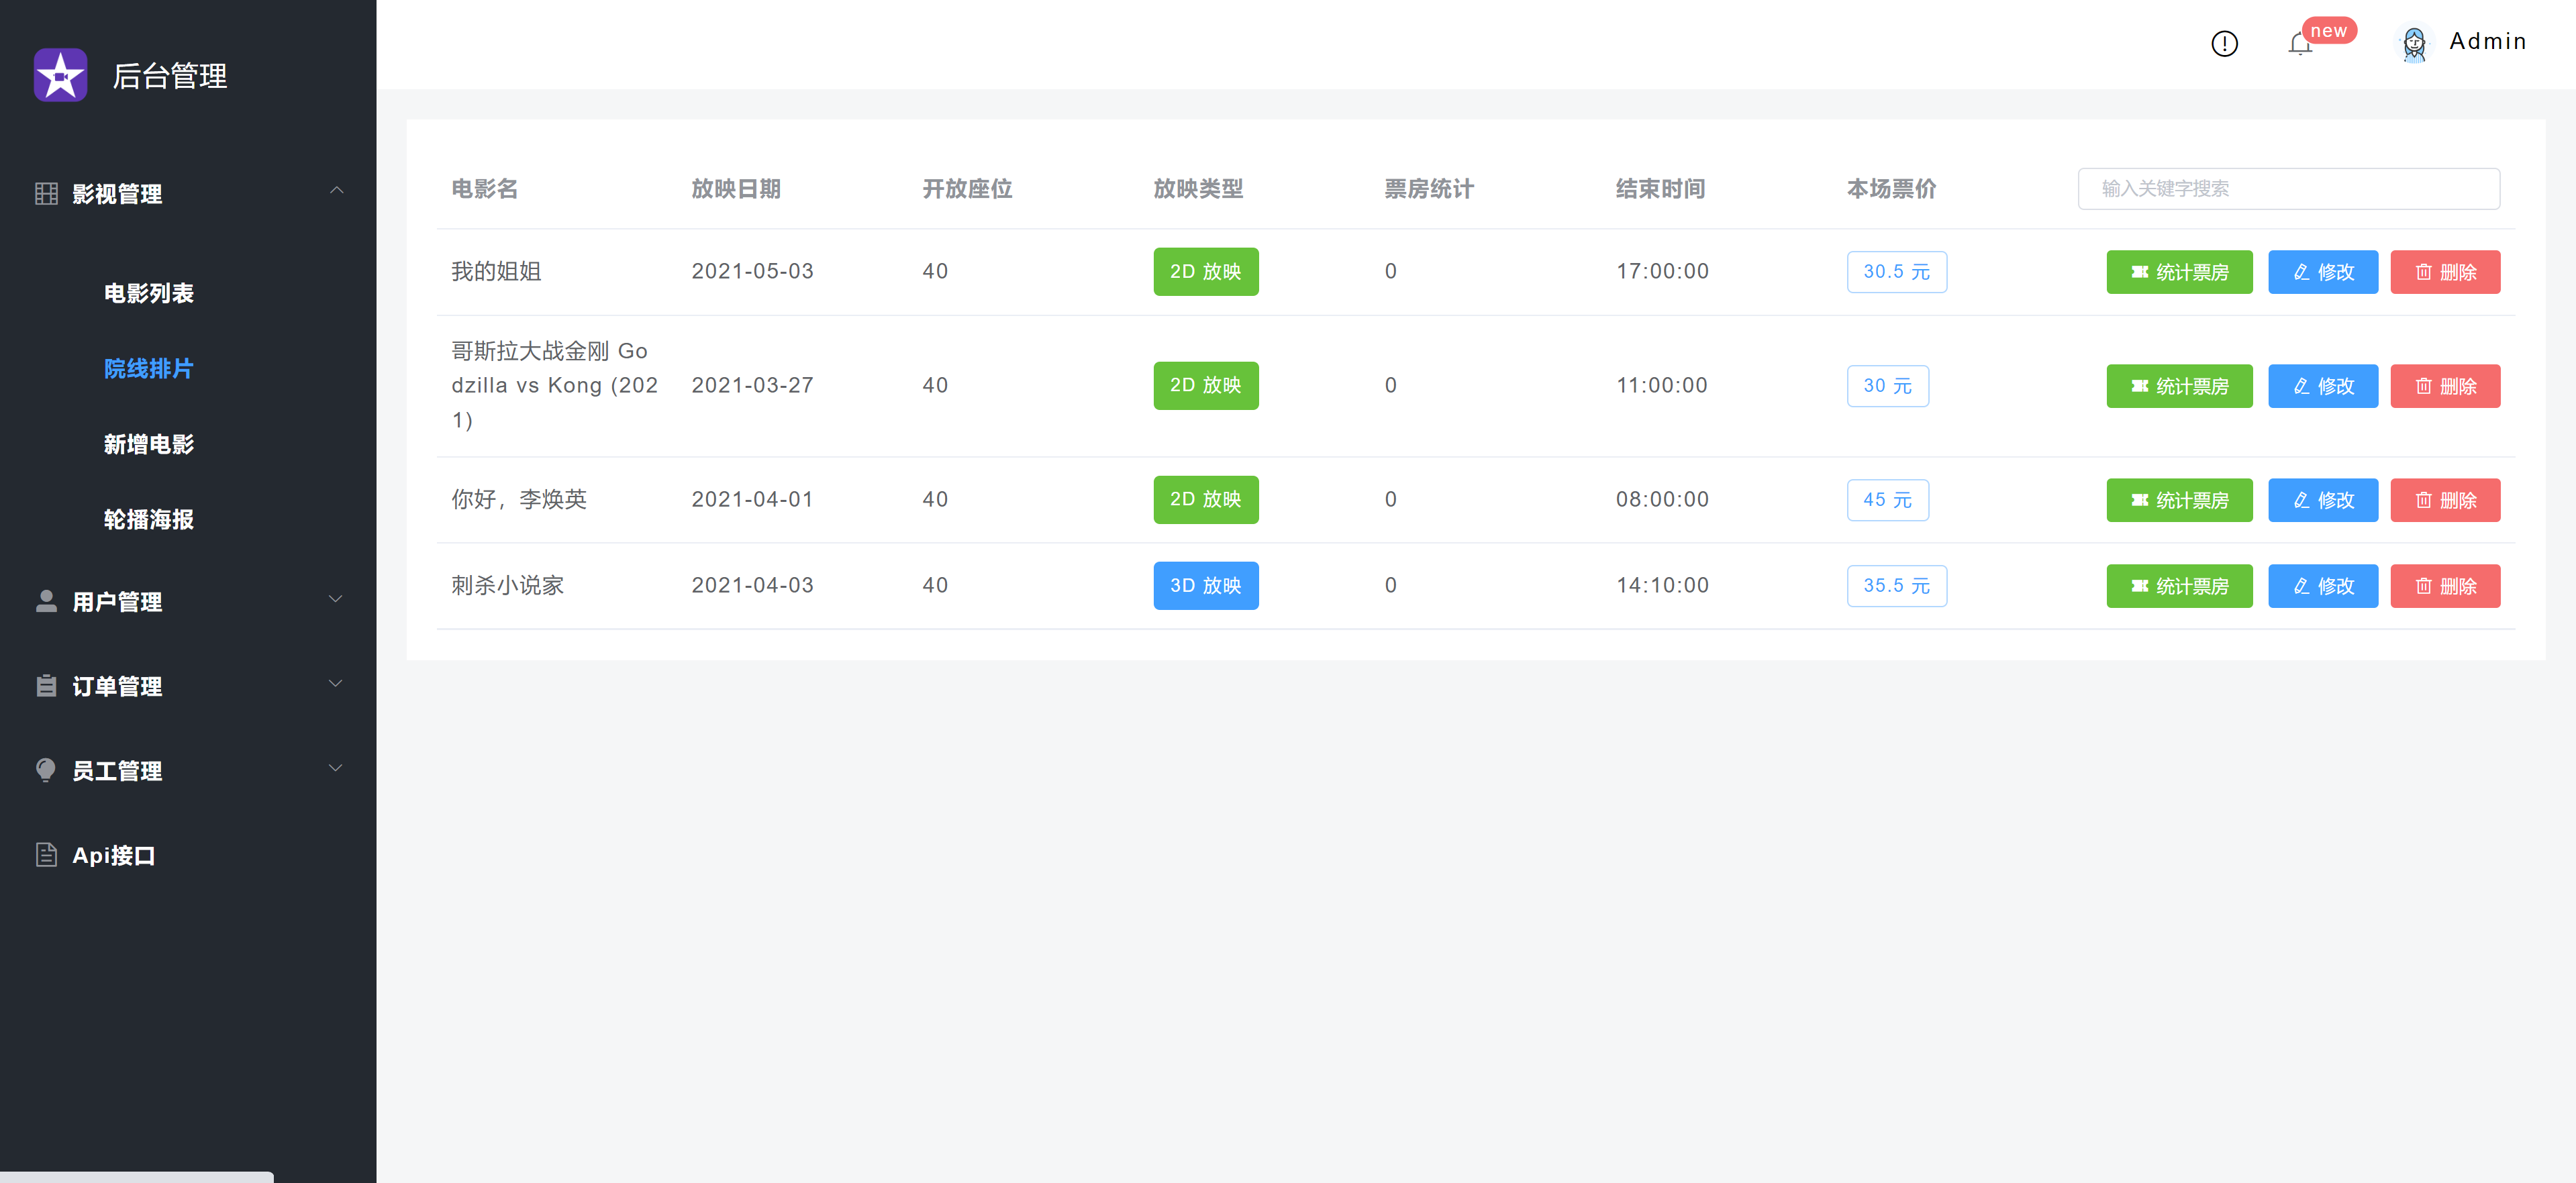 后台管理
new
Admin
影视管理
电影列表
院线排片
新增电影
轮播海报
用户管理
订单管理
员工管理
Api接口
电影名 放映日期 开放座位 放映类型 票房统计 结束时间 本场票价 输入关键字搜索
我的姐姐 2021-05-03 40 2D 放映 0 17:00:00 30.5 元 统计票房 修改 删除
哥斯拉大战金刚 Go
dzilla vs Kong (202
1)
2021-03-27 40 2D 放映 0 11:00:00 30 元 统计票房 修改 删除
你好，李焕英 2021-04-01 40 2D 放映 0 08:00:00 45 元 统计票房 修改 删除
刺杀小说家 2021-04-03 40 3D 放映 0 14:10:00 35.5 元 统计票房 修改 删除